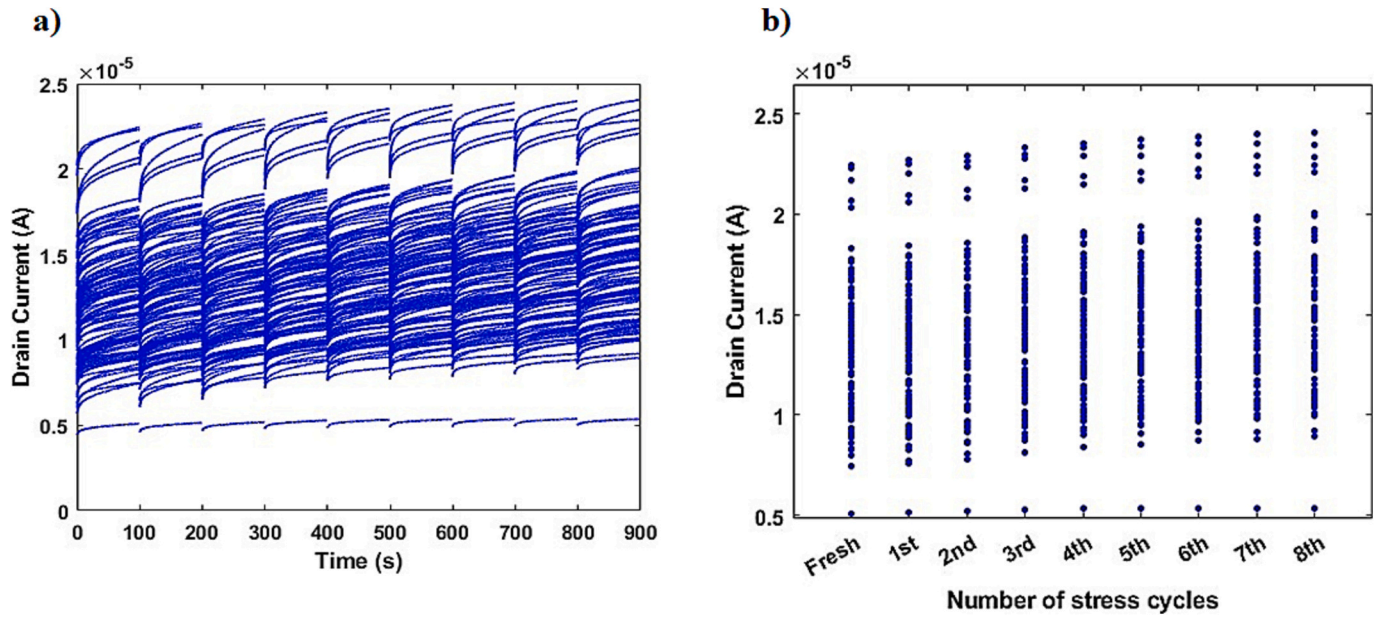 a)
×10⁻⁵
2.5
2
1.5
1
0.5
0
0 100 200 300 400 500 600 700 800 900
Drain Current (A)
Time (s)
b)
×10⁻⁵
2.5
2
1.5
1
0.5
Fresh 1st 2nd 3rd 4th 5th 6th 7th 8th
Drain Current (A)
Number of stress cycles